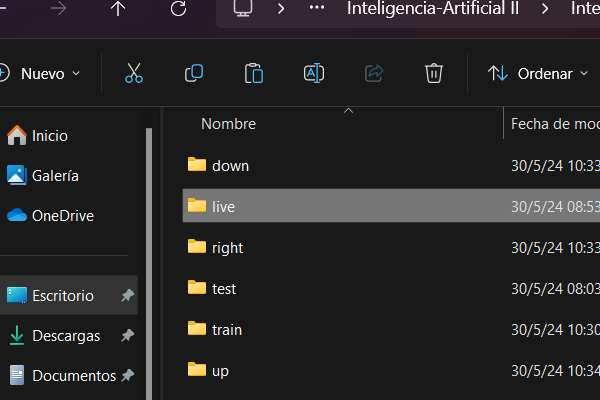 Inteligencia-Artificial II
Nuevo
Ordenar
Nombre
Fecha de
Inicio
Galería
OneDrive
Escritorio
Descargas
Documentos
down 30/5/24 10:33
live 30/5/24 08:53
right 30/5/24 10:33
test 30/5/24 08:03
train 30/5/24 10:30
up 30/5/24 10:34